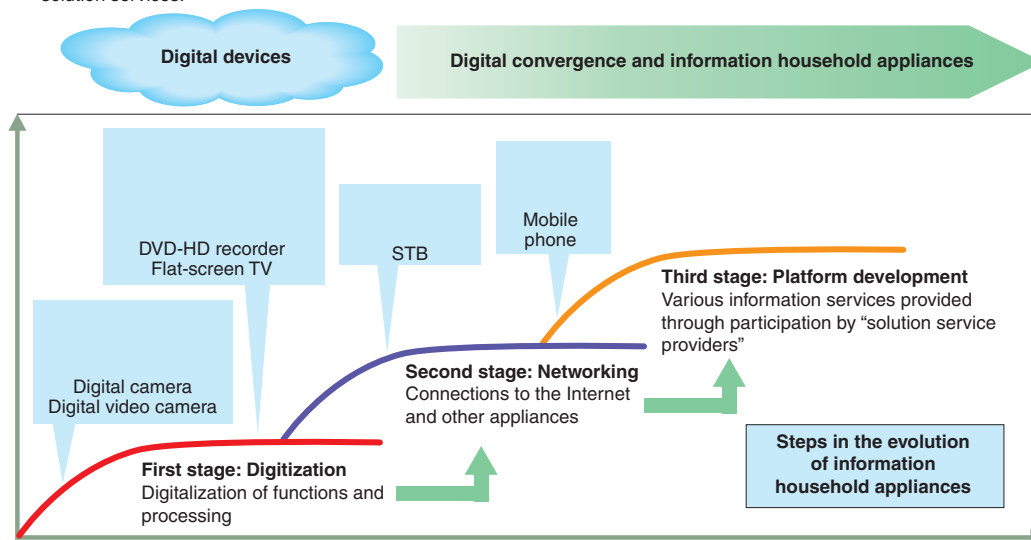 solution services.
Digital devices
Digital convergence and information household appliances
DVD-HD recorder
Flat-screen TV
STB
Mobile
phone
Digital camera
Digital video camera
Third stage: Platform development
Various information services provided
through participation by “solution service
providers”
Second stage: Networking
Connections to the Internet
and other appliances
First stage: Digitization
Digitalization of functions and
processing
Steps in the evolution
of information
household appliances